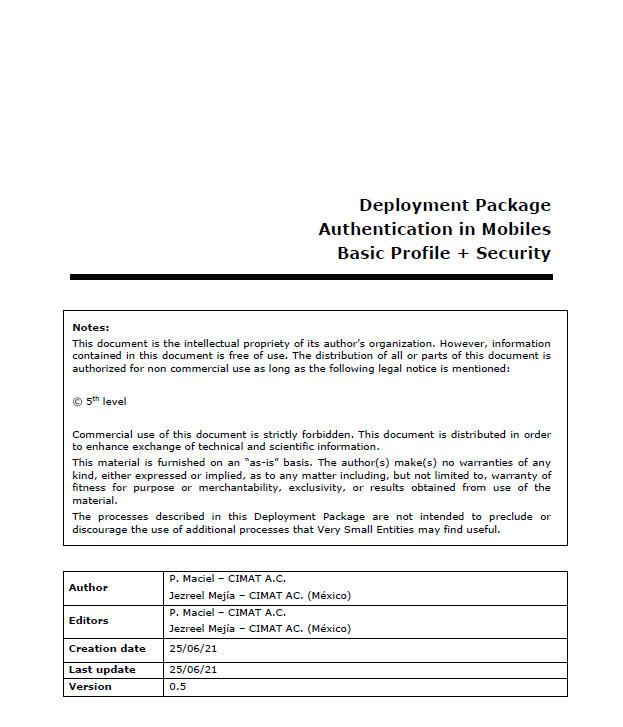 Deployment Package
Authentication in Mobiles
Basic Profile + Security
Notes:
This document is the intellectual propriety of its author’s organization. However, information
contained in this document is free of use. The distribution of all or parts of this document is
authorized for non commercial use as long as the following legal notice is mentioned:
© 5th level
Commercial use of this document is strictly forbidden. This document is distributed in order
to enhance exchange of technical and scientific information.
This material is furnished on an “as-is” basis. The author(s) make(s) no warranties of any
kind, either expressed or implied, as to any matter including, but not limited to, warranty of
fitness for purpose or merchantability, exclusivity, or results obtained from use of the
material.
The processes described in this Deployment Package are not intended to preclude or
discourage the use of additional processes that Very Small Entities may find useful.
Author
P. Maciel – CIMAT A.C.
Jezreel Mejía – CIMAT AC. (México)
Editors
P. Maciel – CIMAT A.C.
Jezreel Mejía – CIMAT AC. (México)
Creation date 25/06/21
Last update 25/06/21
Version 0.5